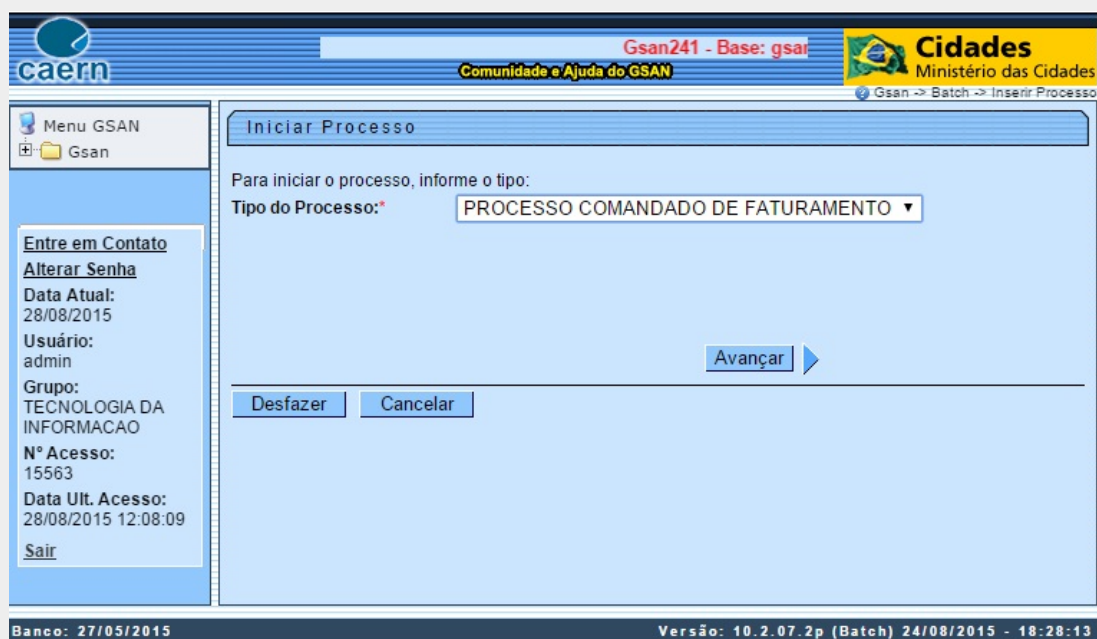 caern
Gsan241 - Base: gsan
Comunidade e Ajuda do GSAN
Cidades
Ministério das Cidades
Gsan -> Batch -> Inserir Processo
Menu GSAN
Gsan
Iniciar Processo
Para iniciar o processo, informe o tipo:
Tipo do Processo:* PROCESSO COMANDADO DE FATURAMENTO
Entre em Contato
Alterar Senha
Data Atual:
28/08/2015
Usuário:
admin
Grupo:
TECNOLOGIA DA
INFORMACAO
N° Acesso:
15563
Data Ult. Acesso:
28/08/2015 12:08:09
Sair
Avançar
Desfazer Cancelar
Banco: 27/05/2015 Versão: 10.2.07.2p (Batch) 24/08/2015 - 18:28:13